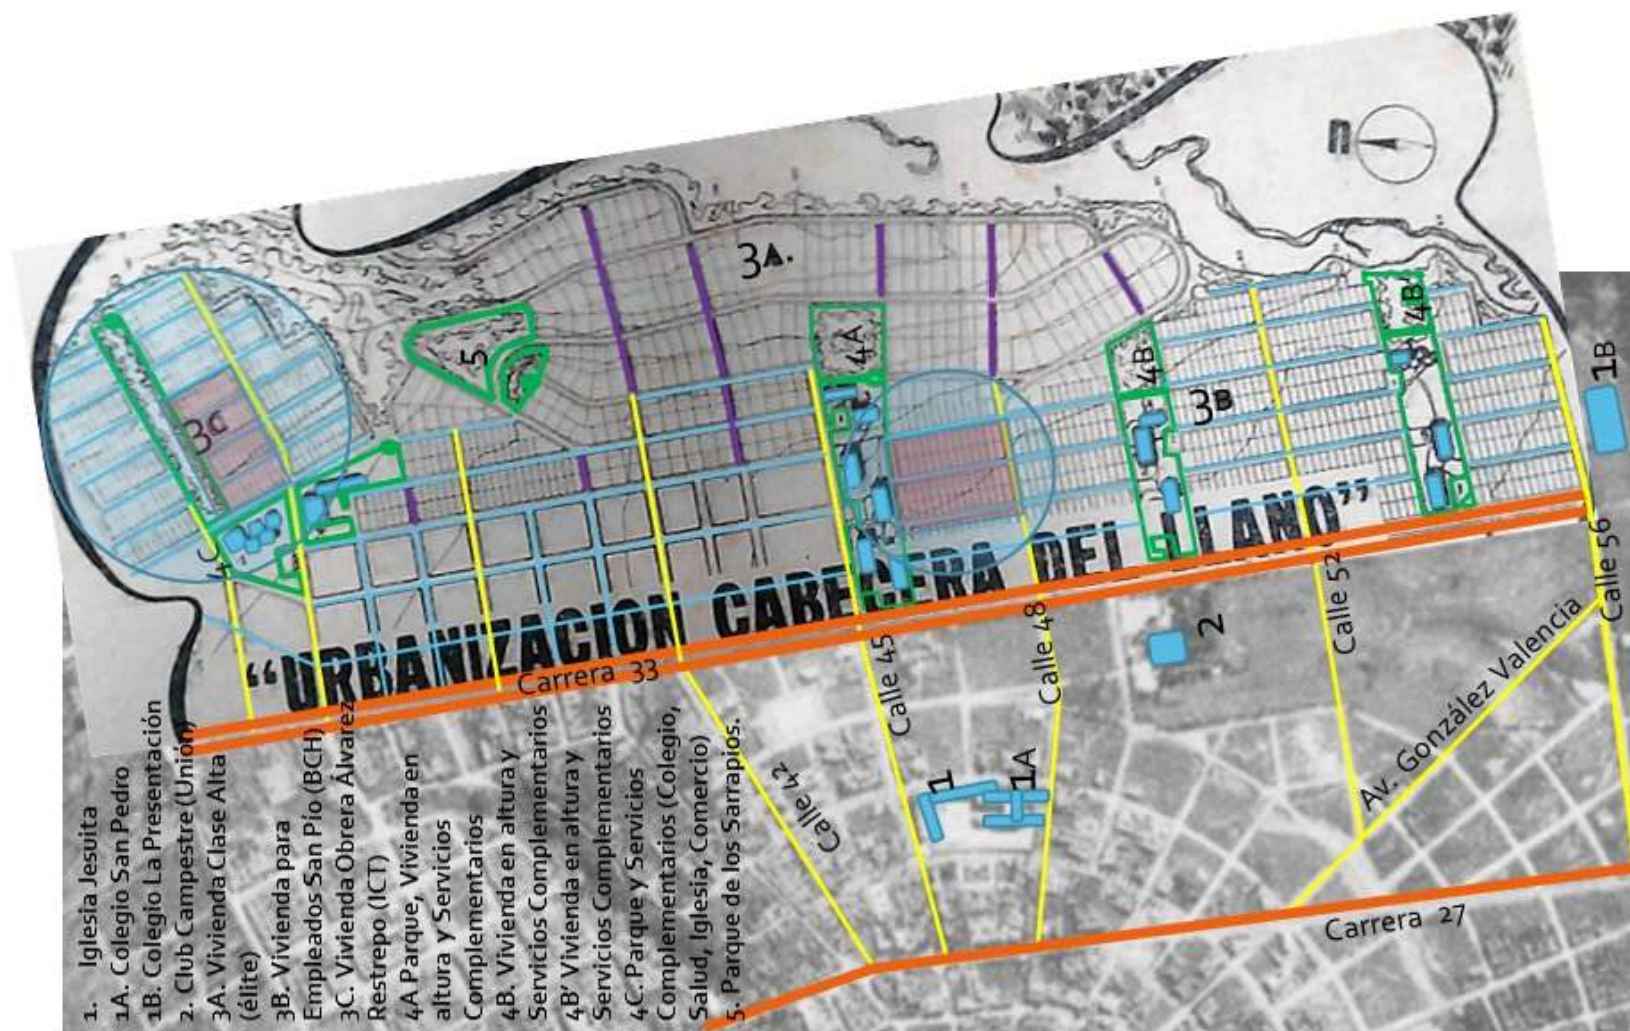 3A.
5
4A
3C
4B
4B'
3B
1B
4C
"URBANIZACION CABECERA DEL LLANO"
Carrera 33
Calle 45
Calle 48
2
Calle 52
Calle 56
Av. González Valencia
Calle 42
1
1A
Carrera 27
1. Iglesia Jesuita
1A. Colegio San Pedro
1B. Colegio La Presentación
2. Club Campestre (Unión)
3A. Vivienda Clase Alta
(élite)
3B. Vivienda para
Empleados San Pío (BCH)
3C. Vivienda Obrera Álvarez
Restrepo (ICT)
4A Parque, Vivienda en
altura y Servicio
Complementarios
4B. Vivienda en altura y
Servicios Complementarios
4B' Vivienda en altura y
Servicios Complementarios
4C. Parque y Servicios
Complementarios (Colegio,
Salud, Iglesia, Comercio)
5. Parque de los Sarrapios.